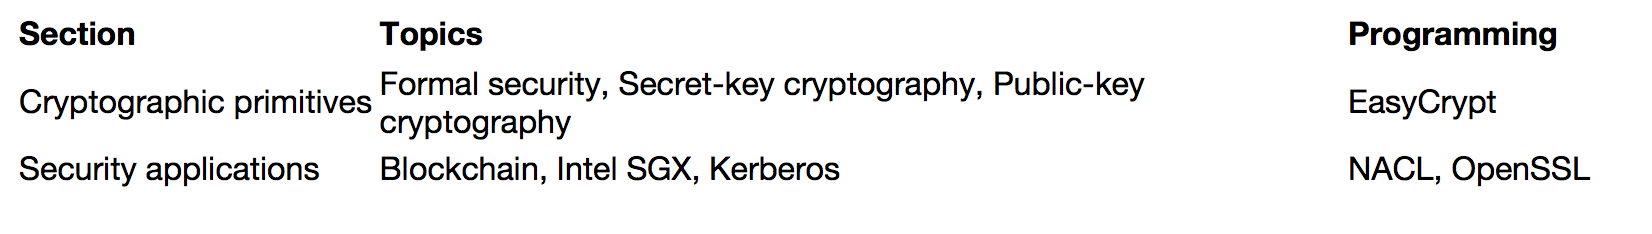 Section Topics Programming
Cryptographic primitives Formal security, Secret-key cryptography, Public-key cryptography EasyCrypt
Security applications Blockchain, Intel SGX, Kerberos NACL, OpenSSL